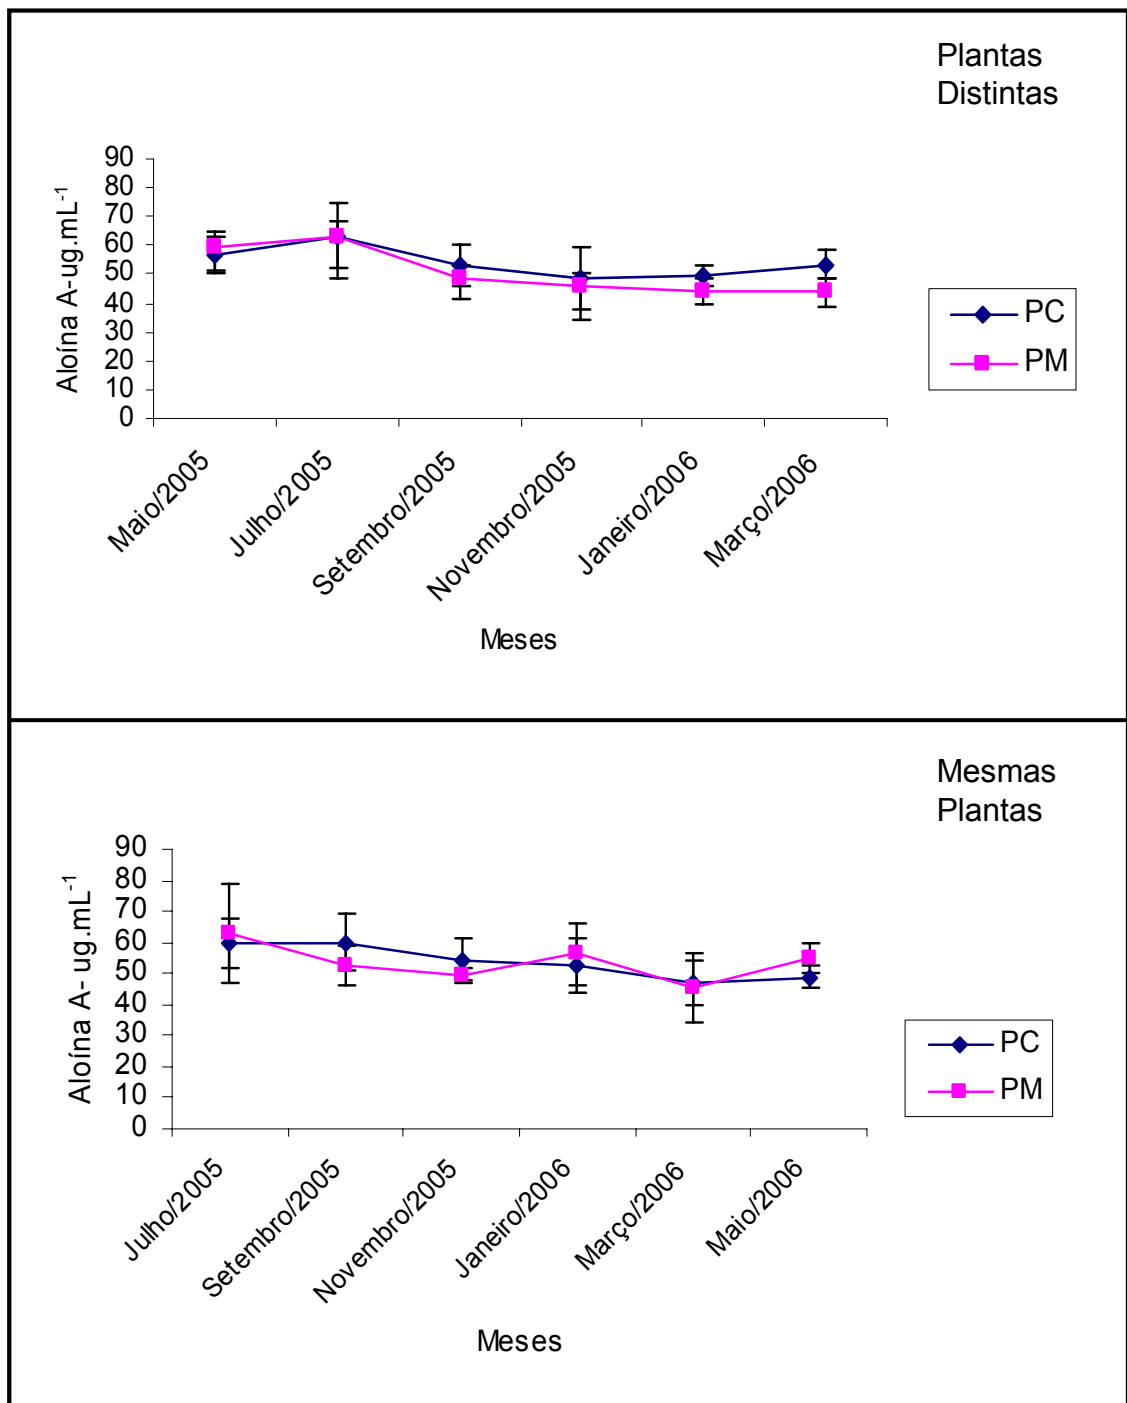 Plantas
Distintas
Aloína A-ug.mL-1
90
80
70
60
50
40
30
20
10
0
Maio/2005
Julho/2005
Setembro/2005
Novembro/2005
Janeiro/2006
Março/2006
Meses
PC
PM
Mesmas
Plantas
Aloína A- ug.mL-1
90
80
70
60
50
40
30
20
10
0
Julho/2005
Setembro/2005
Novembro/2005
Janeiro/2006
Março/2006
Maio/2006
Meses
PC
PM